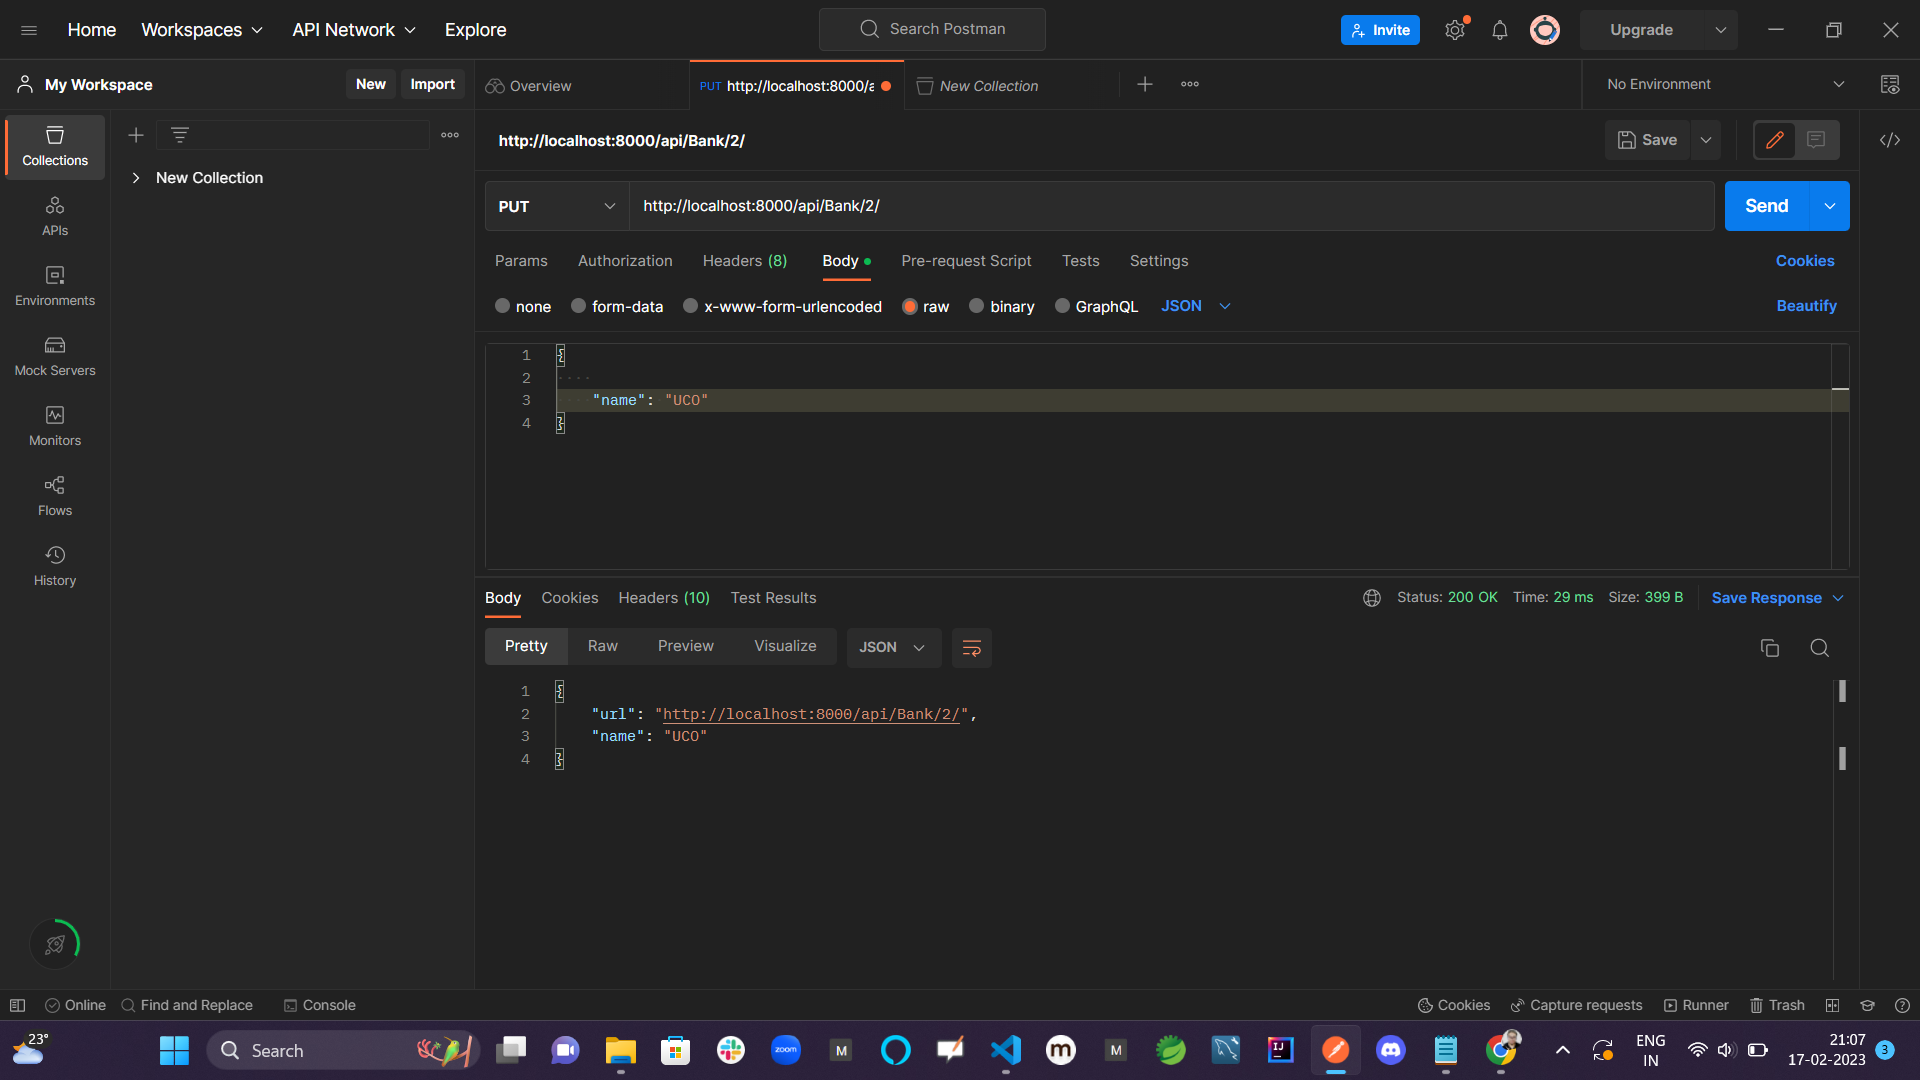 Home Workspaces API Network Explore Search Postman Invite Upgrade
My Workspace New Import Overview PUT http://localhost:8000/a New Collection No Environment
Collections
APIs
Environments
Mock Servers
Monitors
Flows
History
New Collection
http://localhost:8000/api/Bank/2/ Save
PUT http://localhost:8000/api/Bank/2/ Send
Params Authorization Headers (8) Body Pre-request Script Tests Settings Cookies
none form-data x-www-form-urlencoded raw binary GraphQL JSON Beautify
1 {
2
3 "name": "UCO"
4 }
Body Cookies Headers (10) Test Results Status: 200 OK Time: 29 ms Size: 399 B Save Response
Pretty Raw Preview Visualize JSON
1 {
2 "url": "http://localhost:8000/api/Bank/2/",
3 "name": "UCO"
4 }
Online Find and Replace Console Cookies Capture requests Runner Trash
23° Search zoom M m M IJ ENG 21:07
IN 17-02-2023 3